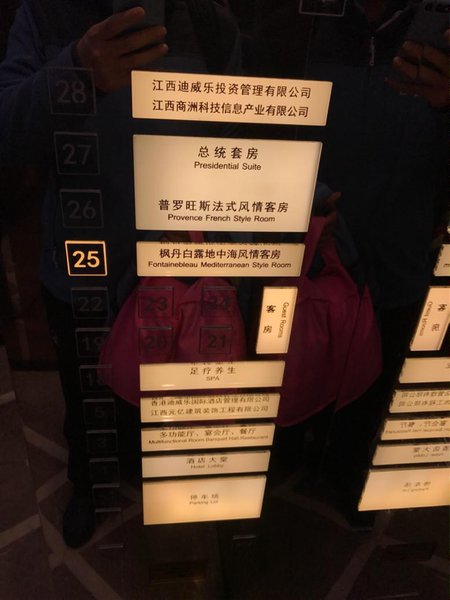 28
江西迪威乐投资管理有限公司
江西商洲科技信息产业有限公司
27
总统套房
Presidential Suite
26
普罗旺斯法式风情客房
Provence French Style Room
25
枫丹白露地中海风情客房
Fontainebleau Mediterranean Style Room
22 23 24
19 20 21
客房
Guest Rooms
足疗养生
SPA
香港迪威乐国际酒店管理有限公司
江西元亿建筑装饰工程有限公司
多功能厅、宴会厅、餐厅
Multifunctional Room Banquet Hall, Restaurant
酒店大堂
Hotel Lobby
停车场
Parking Lot